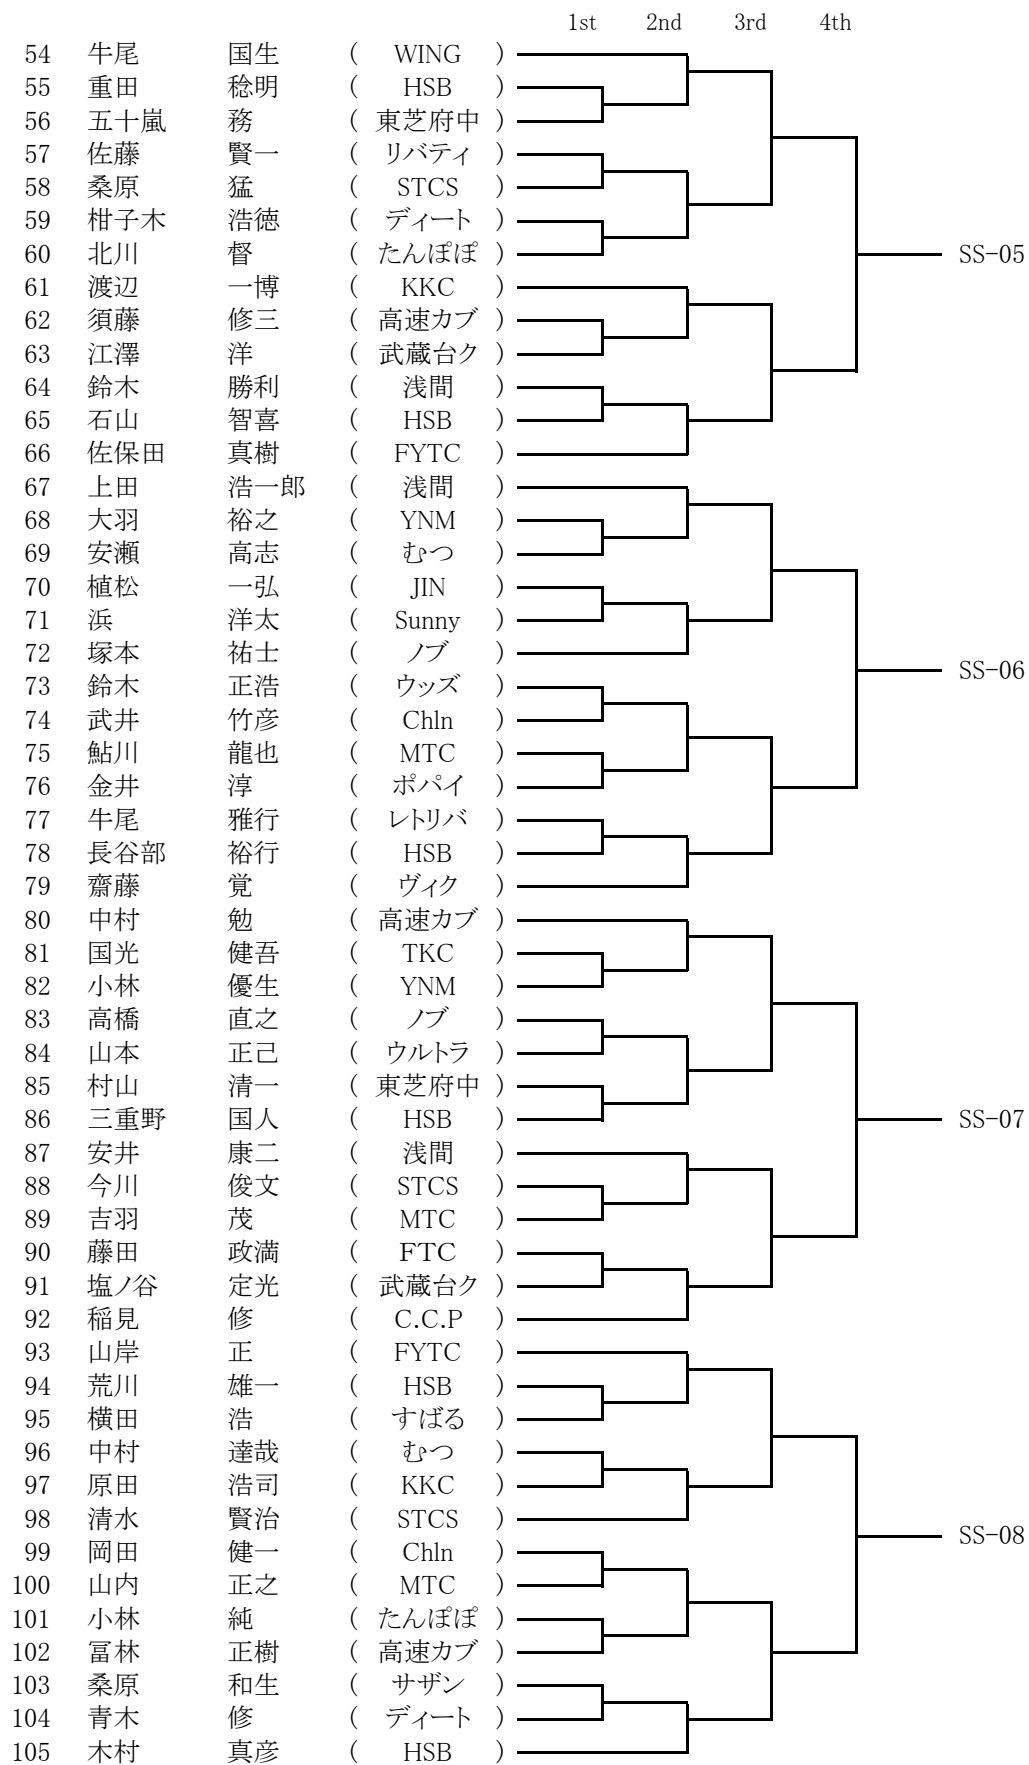 1st 2nd 3rd 4th
54 牛尾 国生 ( WING )
55 重田 稔明 ( HSB )
56 五十嵐 務 ( 東芝府中 )
57 佐藤 賢一 ( リバティ )
58 桑原 猛 ( STCS )
59 柑子木 浩徳 ( ディート )
60 北川 督 ( たんぽぽ ) SS-05
61 渡辺 一博 ( KKC )
62 須藤 修三 ( 高速カブ )
63 江澤 洋 ( 武蔵台ク )
64 鈴木 勝利 ( 浅間 )
65 石山 智喜 ( HSB )
66 佐保田 真樹 ( FYTC )
67 上田 浩一郎 ( 浅間 )
68 大羽 裕之 ( YNM )
69 安瀬 高志 ( むつ )
70 植松 一弘 ( JIN )
71 浜 洋太 ( Sunny )
72 塚本 祐士 ( ノブ )
SS-06
73 鈴木 正浩 ( ウッズ )
74 武井 竹彦 ( Chln )
75 鮎川 龍也 ( MTC )
76 金井 淳 ( ポパイ )
77 牛尾 雅行 ( レトリバ )
78 長谷部 裕行 ( HSB )
79 齋藤 覚 ( ヴィク )
80 中村 勉 ( 高速カブ )
81 国光 健吾 ( TKC )
82 小林 優生 ( YNM )
83 高橋 直之 ( ノブ )
84 山本 正己 ( ウルトラ )
85 村山 清一 ( 東芝府中 )
86 三重野 国人 ( HSB ) SS-07
87 安井 康二 ( 浅間 )
88 今川 俊文 ( STCS )
89 吉羽 茂 ( MTC )
90 藤田 政満 ( FTC )
91 塩ノ谷 定光 ( 武蔵台ク )
92 稲見 修 ( C.C.P )
93 山岸 正 ( FYTC )
94 荒川 雄一 ( HSB )
95 横田 浩 ( すばる )
96 中村 達哉 ( むつ )
97 原田 浩司 ( KKC )
98 清水 賢治 ( STCS )
SS-08
99 岡田 健一 ( Chln )
100 山内 正之 ( MTC )
101 小林 純 ( たんぽぽ )
102 冨林 正樹 ( 高速カブ )
103 桑原 和生 ( サザン )
104 青木 修 ( ディート )
105 木村 真彦 ( HSB )